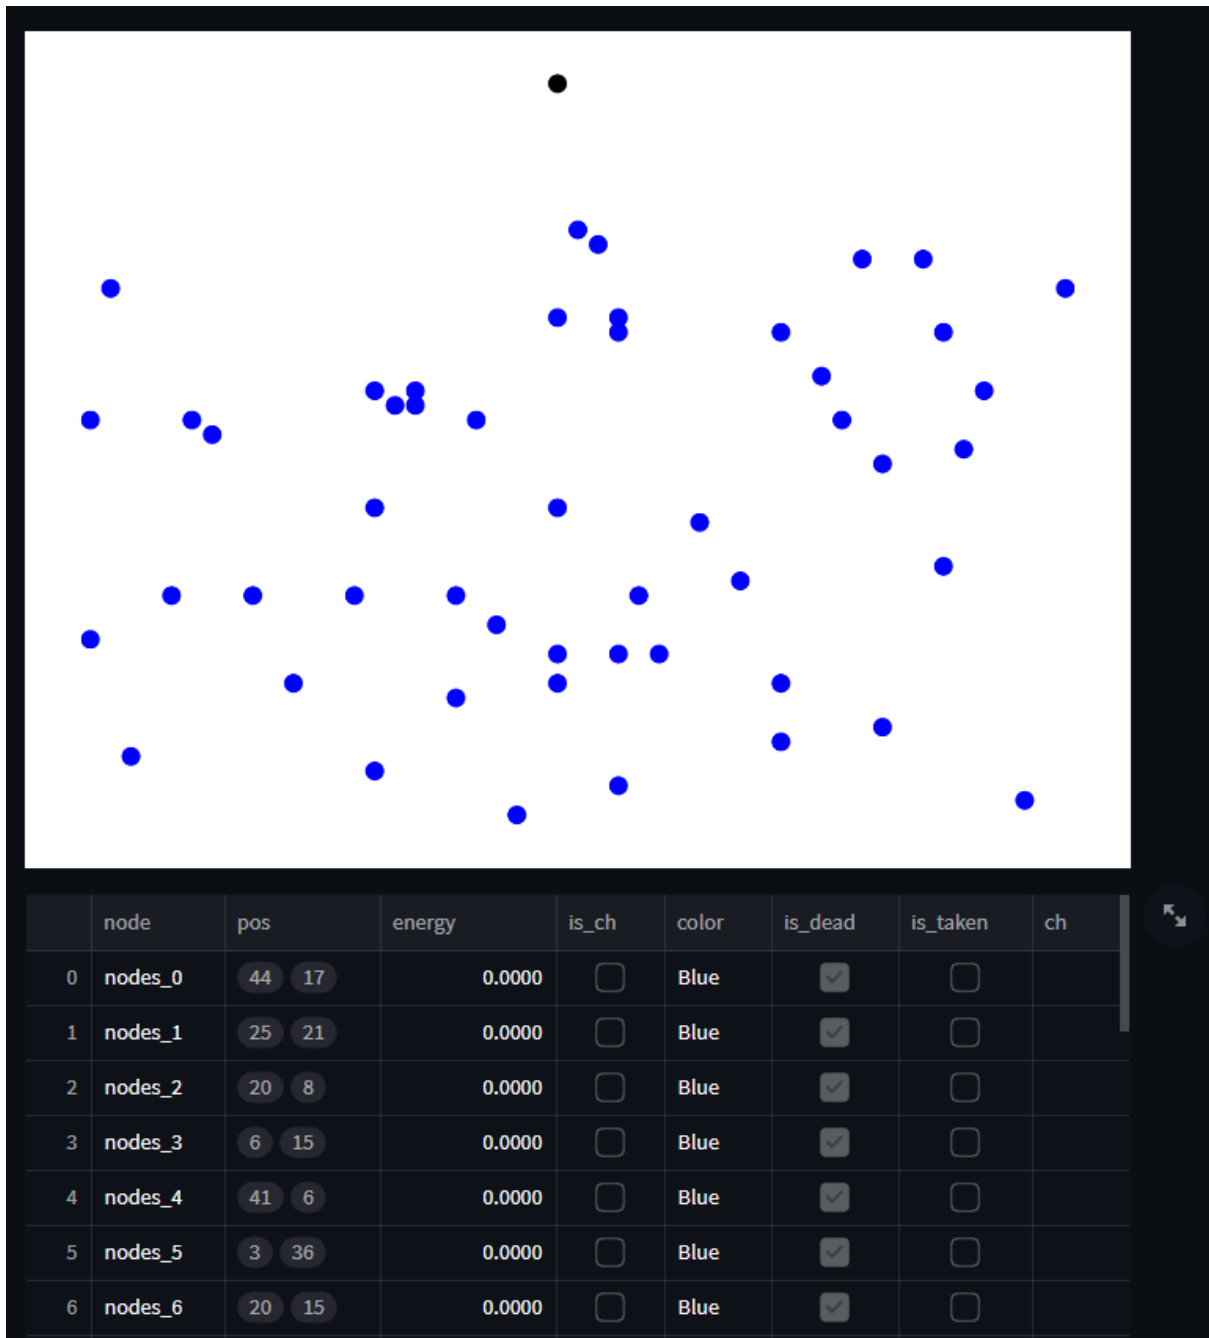 node pos energy is_ch color is_dead is_taken ch
0 nodes_0 44 17 0.0000 Blue
1 nodes_1 25 21 0.0000 Blue
2 nodes_2 20 8 0.0000 Blue
3 nodes_3 6 15 0.0000 Blue
4 nodes_4 41 6 0.0000 Blue
5 nodes_5 3 36 0.0000 Blue
6 nodes_6 20 15 0.0000 Blue